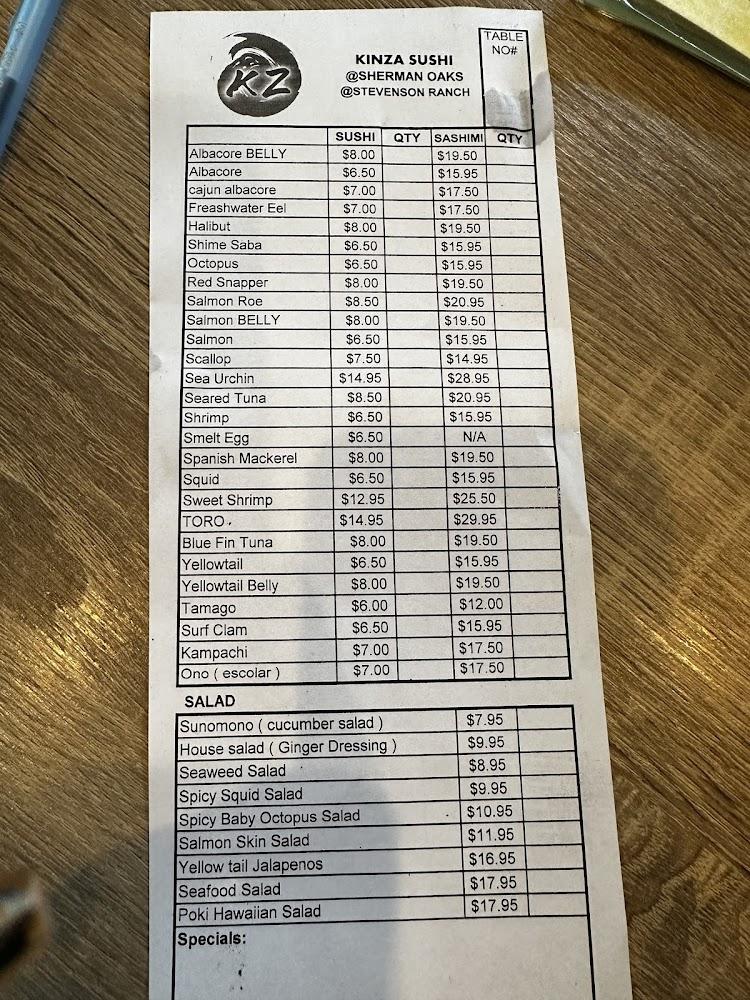 KZ
KINZA SUSHI
@SHERMAN OAKS
@STEVENSON RANCH
TABLE
NO#
SUSHI QTY SASHIMI QTY
Albacore BELLY $8.00 $19.50
Albacore $6.50 $15.95
cajun albacore $7.00 $17.50
Freashwater Eel $7.00 $17.50
Halibut $8.00 $19.50
Shime Saba $6.50 $15.95
Octopus $6.50 $15.95
Red Snapper $8.00 $19.50
Salmon Roe $8.50 $20.95
Salmon BELLY $8.00 $19.50
Salmon $6.50 $15.95
Scallop $7.50 $14.95
Sea Urchin $14.95 $28.95
Seared Tuna $8.50 $20.95
Shrimp $6.50 $15.95
Smelt Egg $6.50 N/A
Spanish Mackerel $8.00 $19.50
Squid $6.50 $15.95
Sweet Shrimp $12.95 $25.50
TORO $14.95 $29.95
Blue Fin Tuna $8.00 $19.50
Yellowtail $6.50 $15.95
Yellowtail Belly $8.00 $19.50
Tamago $6.00 $12.00
Surf Clam $6.50 $15.95
Kampachi $7.00 $17.50
Ono ( escolar ) $7.00 $17.50
SALAD
Sunomono ( cucumber salad ) $7.95
House salad ( Ginger Dressing ) $9.95
Seaweed Salad $8.95
Spicy Squid Salad $9.95
Spicy Baby Octopus Salad $10.95
Salmon Skin Salad $11.95
Yellow tail Jalapenos $16.95
Seafood Salad $17.95
Poki Hawaiian Salad $17.95
Specials: